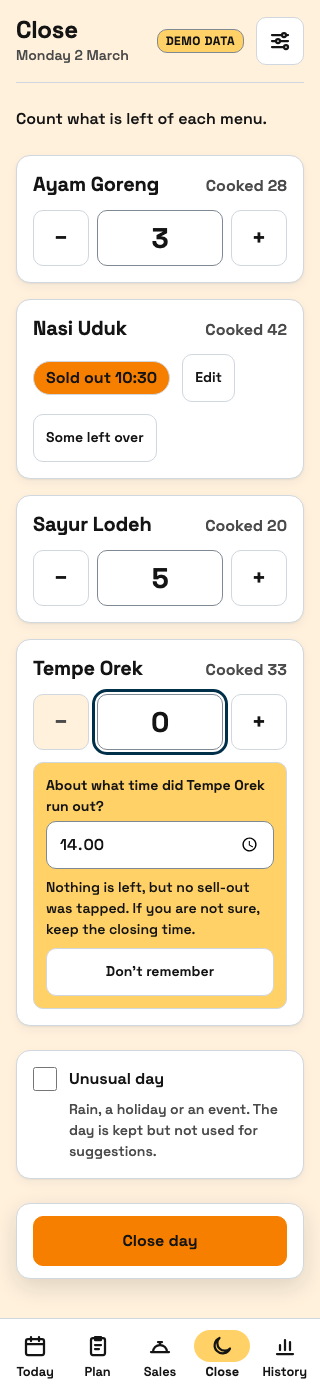 Close
Monday 2 March
DEMO DATA
Count what is left of each menu.
Ayam Goreng
Cooked 28
−
3
+
Nasi Uduk
Cooked 42
Sold out 10:30
Edit
Some left over
Sayur Lodeh
Cooked 20
−
5
+
Tempe Orek
Cooked 33
−
0
+
About what time did Tempe Orek
run out?
14.00
Nothing is left, but no sell-out
was tapped. If you are not sure,
keep the closing time.
Don't remember
Unusual day
Rain, a holiday or an event. The
day is kept but not used for
suggestions.
Close day
Today
Plan
Sales
Close
History